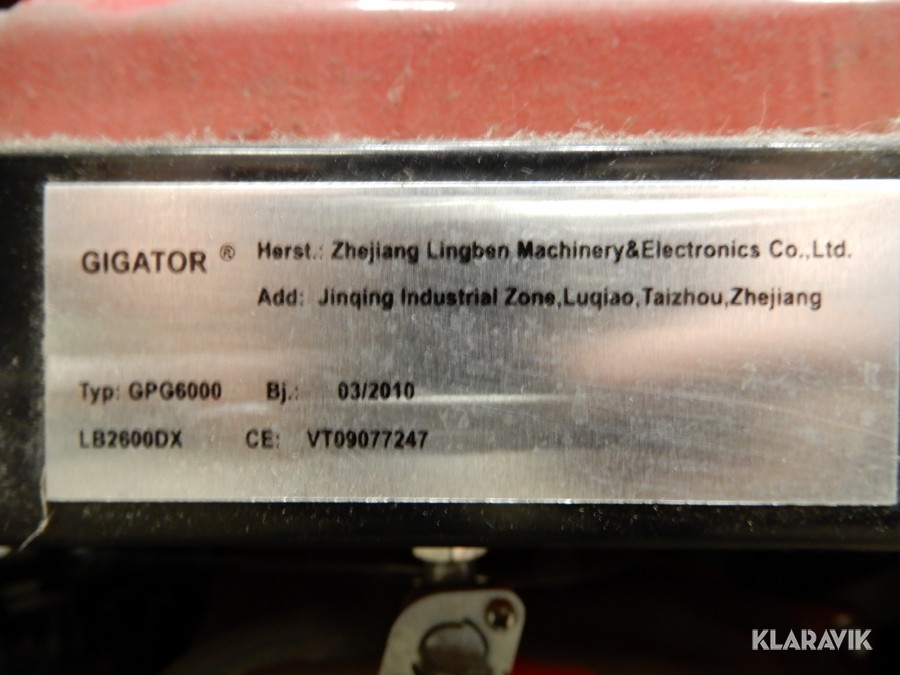 GIGATOR ® Herst.: Zhejiang Lingben Machinery&Electronics Co.,Ltd.
Add: Jinqing Industrial Zone,Luqiao,Taizhou,Zhejiang
Typ: GPG6000 Bj.: 03/2010
LB2600DX CE: VT09077247
KLARAVIK